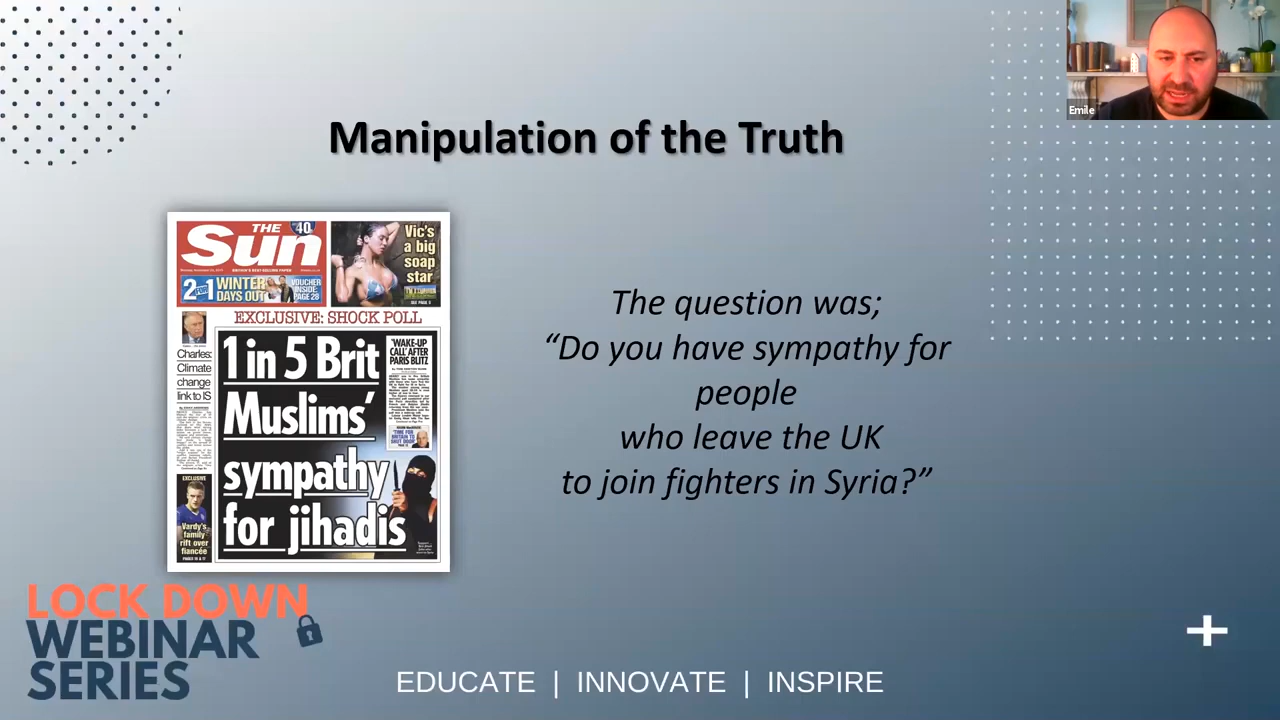 Emile
Manipulation of the Truth
THE
Sun
40
2 for 1 WINTER
DAYS OUT
VOUCHER
INSIDE:
PAGE 28
Vic's
a big
soap
star
EXCLUSIVE: SHOCK POLL
Charles:
Climate
change
link to IS
1 in 5 Brit
Muslims'
sympathy
for jihadis
'WAKE-UP
CALL' AFTER
PARIS BLITZ
EXCLUSIVE
Vardy's
family
rift over
fiancée
The question was;
“Do you have sympathy for
people
who leave the UK
to join fighters in Syria?”
LOCK DOWN
WEBINAR
SERIES
EDUCATE | INNOVATE | INSPIRE